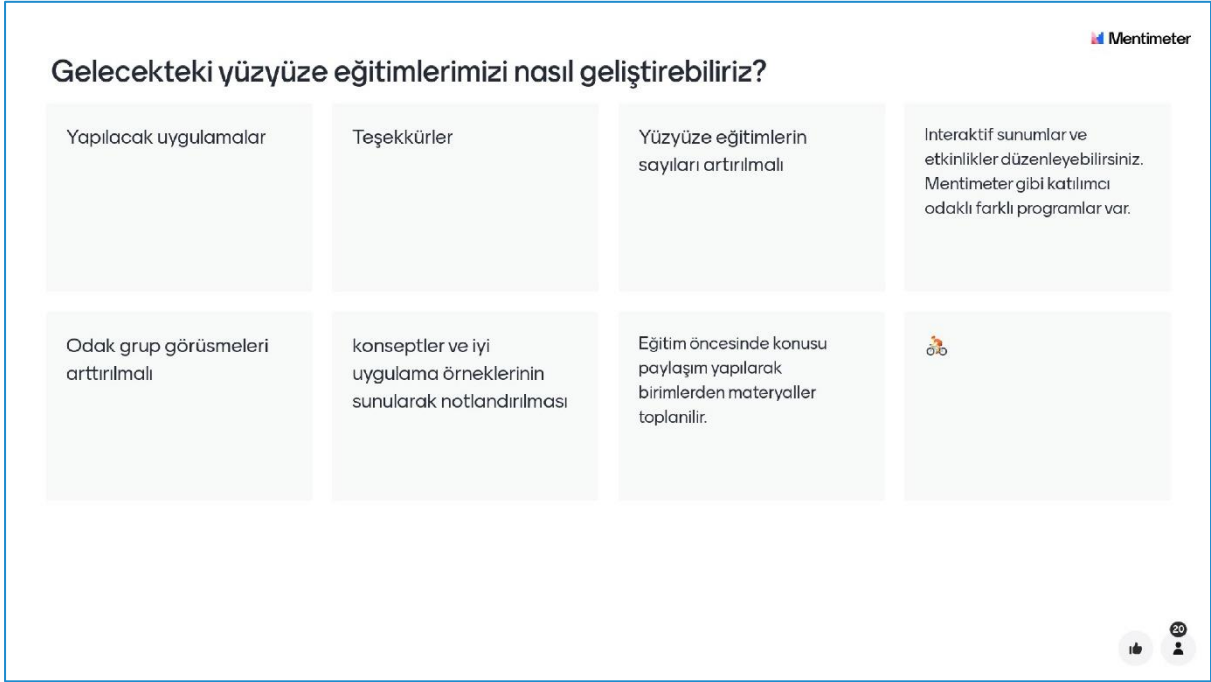 Mentimeter
Gelecekteki yüzyüze eğitimlerimizi nasıl geliştirebiliriz?
Yapılacak uygulamalar
Teşekkürler
Yüzyüze eğitimlerin
sayıları artırılmalı
Interaktif sunumlar ve
etkinlikler düzenleyebilirsiniz.
Mentimeter gibi katılımcı
odaklı farklı programlar var.
Odak grup görüsmeleri
arttırılmalı
konseptler ve iyi
uygulama örneklerinin
sunularak notlandırılması
Eğitim öncesinde konusu
paylaşım yapılarak
birimlerden materyaller
toplanilir.
🚴
20